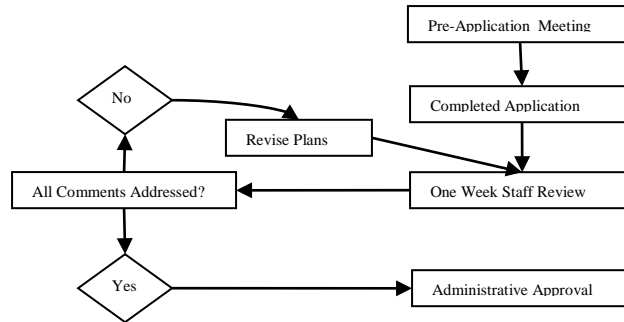 Pre-Application Meeting
No
Completed Application
Revise Plans
All Comments Addressed?
One Week Staff Review
Yes
Administrative Approval